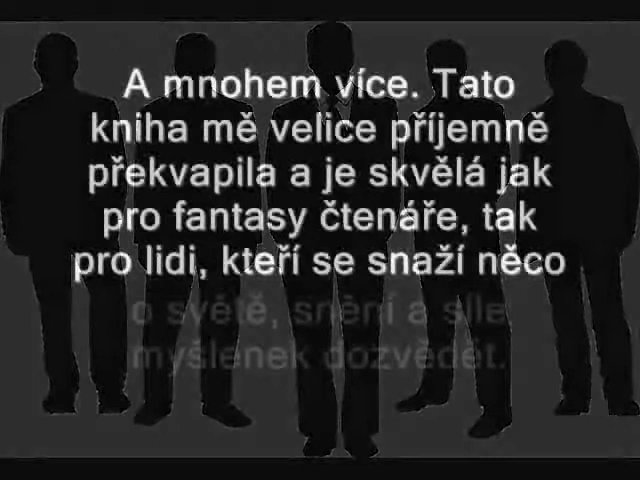 A mnohem více. Tato
kniha mě velice příjemně
překvapila a je skvělá jak
pro fantasy čtenáře, tak
pro lidi, kteří se snaží něco
o světě, snění a síle
myšlenek dozvědět.